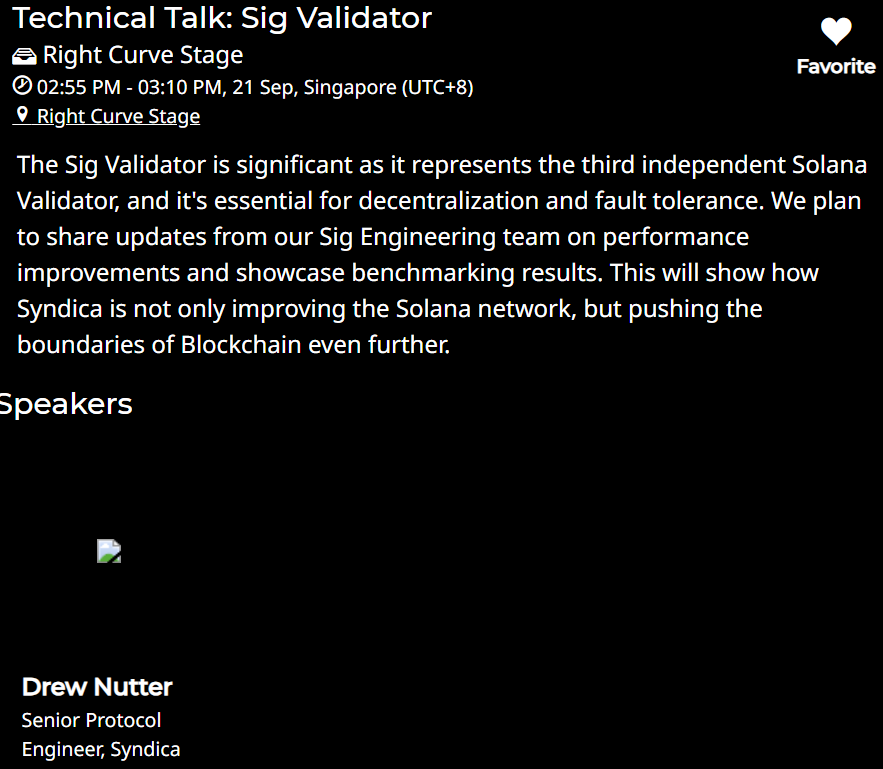 Technical Talk: Sig Validator
Favorite
Right Curve Stage
02:55 PM - 03:10 PM, 21 Sep, Singapore (UTC+8)
Right Curve Stage
The Sig Validator is significant as it represents the third independent Solana
Validator, and it's essential for decentralization and fault tolerance. We plan
to share updates from our Sig Engineering team on performance
improvements and showcase benchmarking results. This will show how
Syndica is not only improving the Solana network, but pushing the
boundaries of Blockchain even further.
Speakers
Drew Nutter
Senior Protocol
Engineer, Syndica